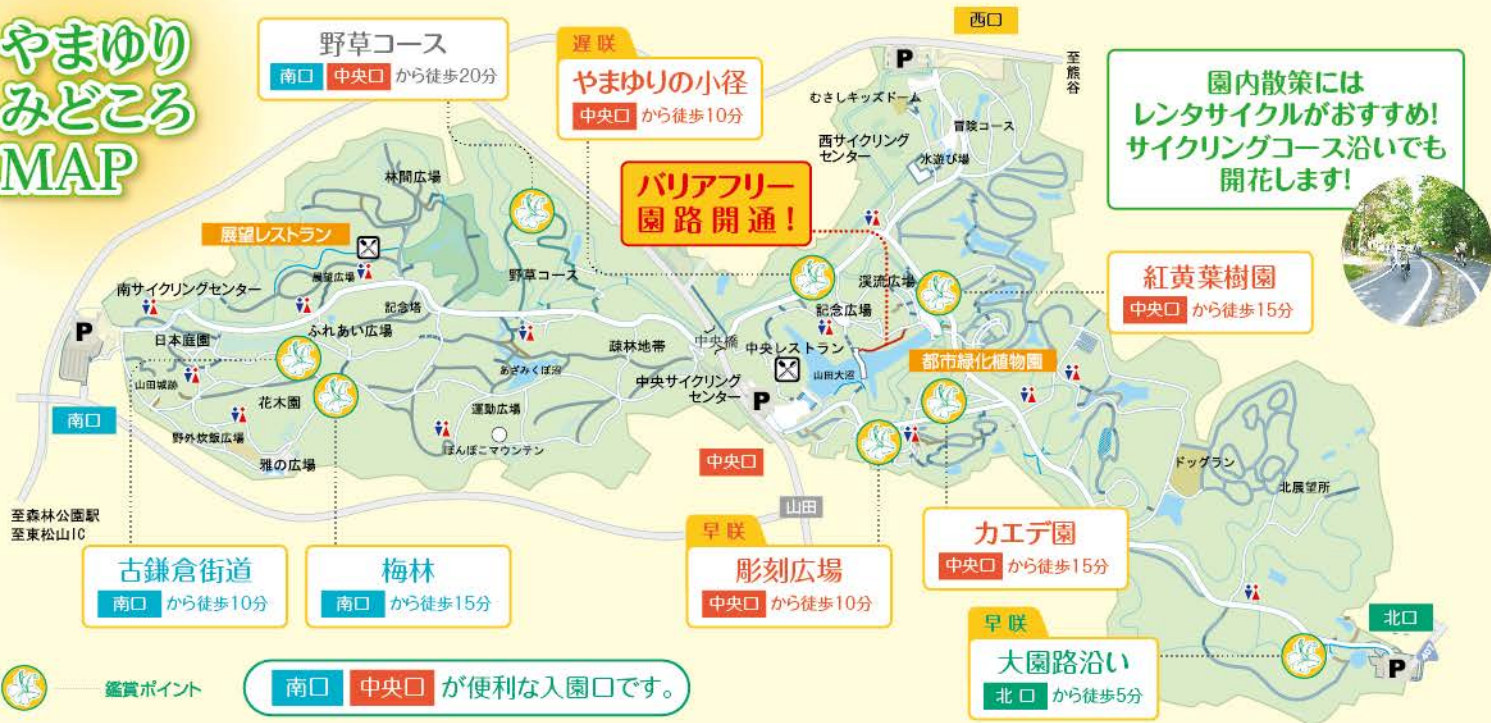 やまゆり
みどころ
MAP
野草コース
南口 中央口 から徒歩20分
遅咲
やまゆりの小径
中央口 から徒歩10分
西口
至熊谷
園内散策には
レンタサイクルがおすすめ!
サイクリングコース沿いでも
開花します!
バリアフリー
園路開通!
紅黄葉樹園
中央口 から徒歩15分
P
むさしキッズドーム
冒険コース
西サイクリング
センター
水遊び場
林間広場
展望レストラン
展望広場
野草コース
渓流広場
記念広場
南サイクリングセンター
記念塔
P
日本庭園
ふれあい広場
疎林地帯
中央橋
中央レストラン
都市緑化植物園
山田城跡
あざみくぼ沼
中央サイクリング
センター
山田大沼
P
花木園
運動広場
南口
野外炊飯広場
ぽんぽこマウンテン
雅の広場
中央口
ドッグラン
北展望所
山田
至森林公園駅
至東松山IC
古鎌倉街道
南口 から徒歩10分
梅林
南口 から徒歩15分
早咲
彫刻広場
中央口 から徒歩10分
カエデ園
中央口 から徒歩15分
早咲
大園路沿い
北口 から徒歩5分
北口
P
鑑賞ポイント
南口 中央口 が便利な入園口です。